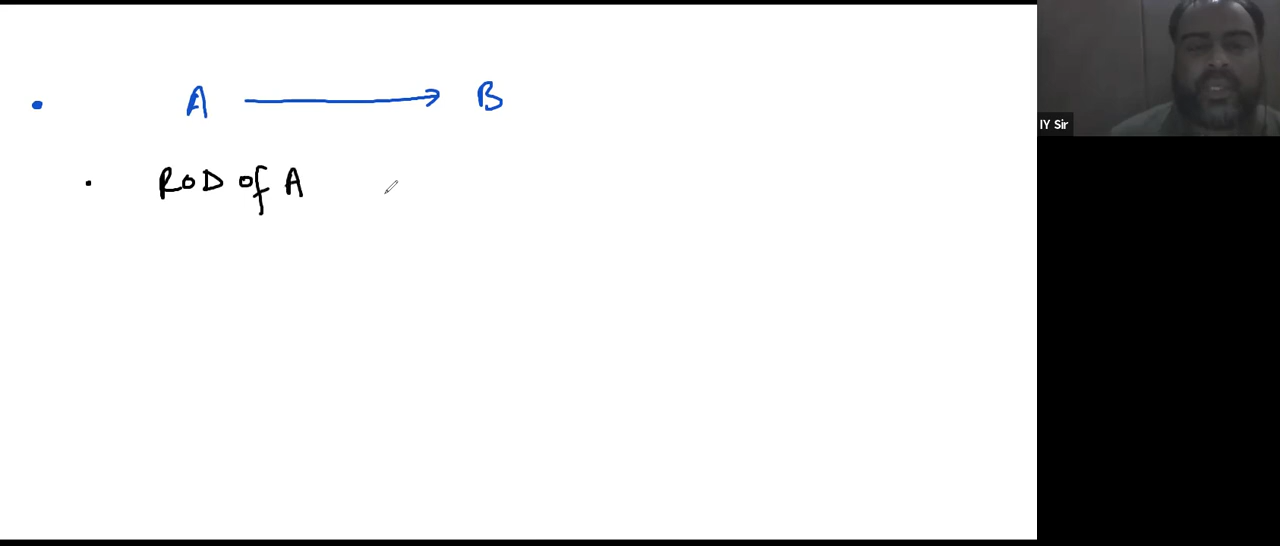 • A → B
IY Sir
· ROD of A